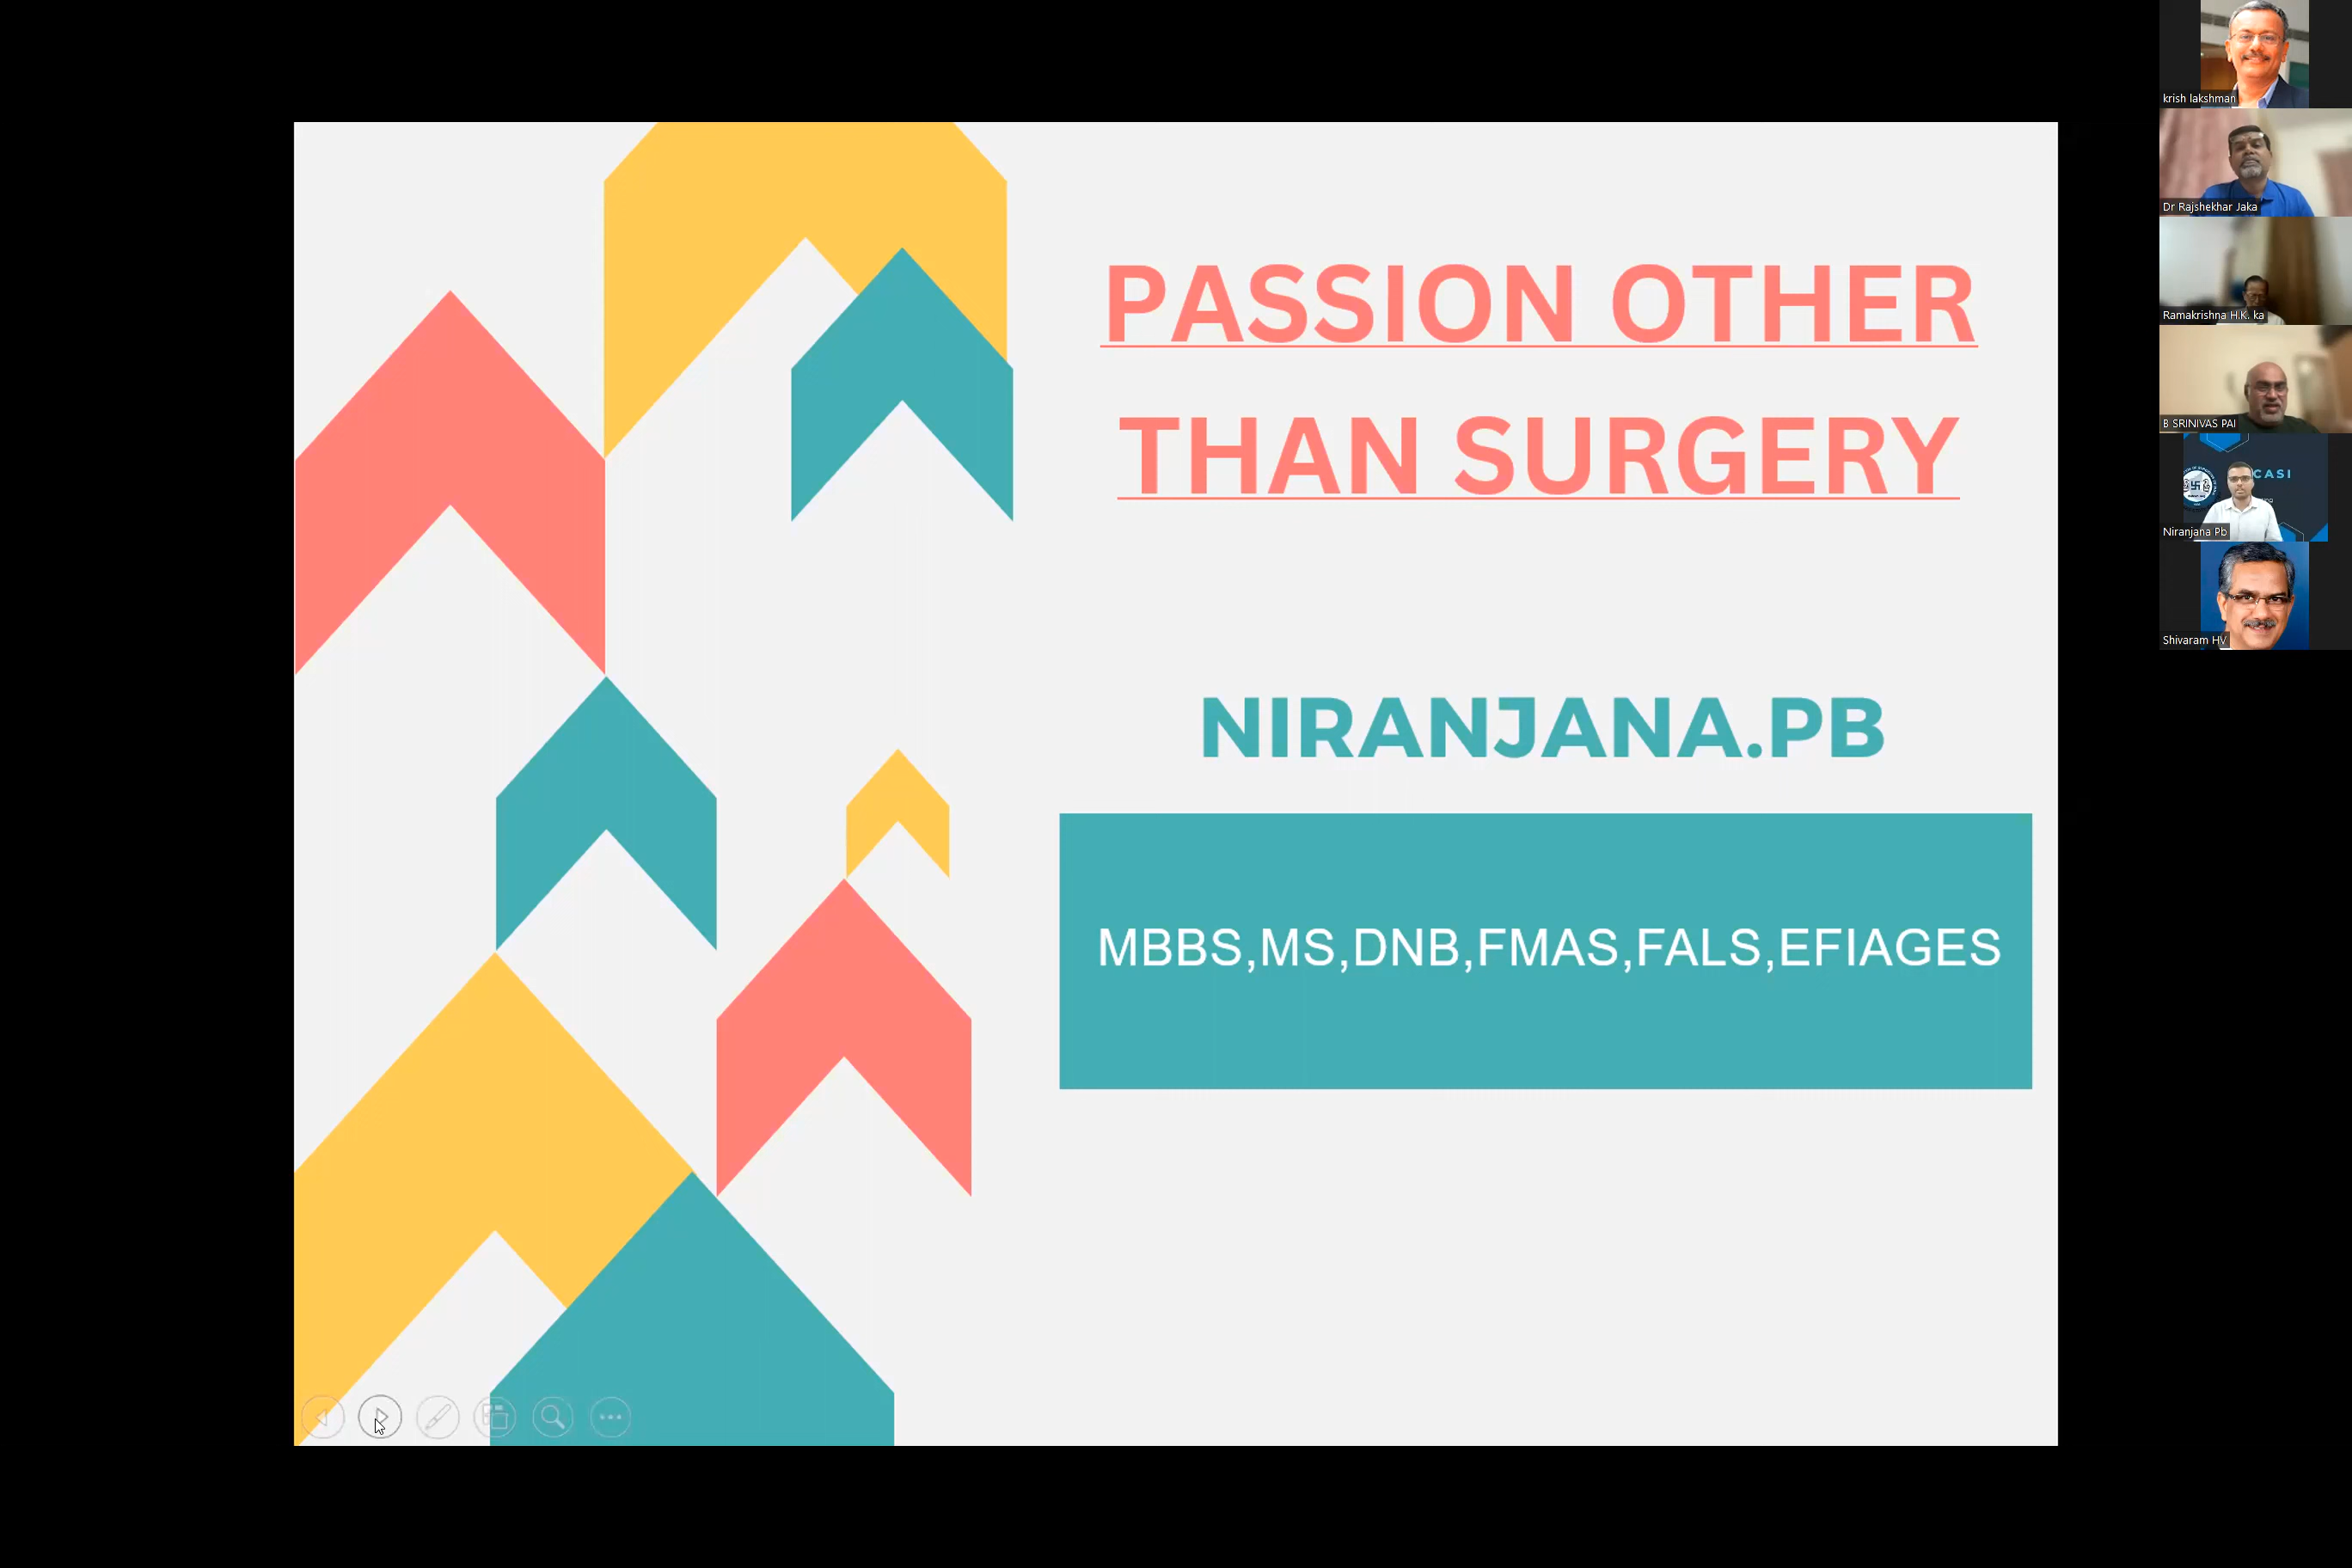 PASSION OTHER
THAN SURGERY
NIRANJANA.PB
MBBS,MS,DNB,FMAS,FALS,EFIAGES
krish lakshman
Dr Rajshekhar Jaka
Ramakrishna H.K. ka
B SRINIVAS PAI
CASI
Niranjana Pb
Shivaram HV